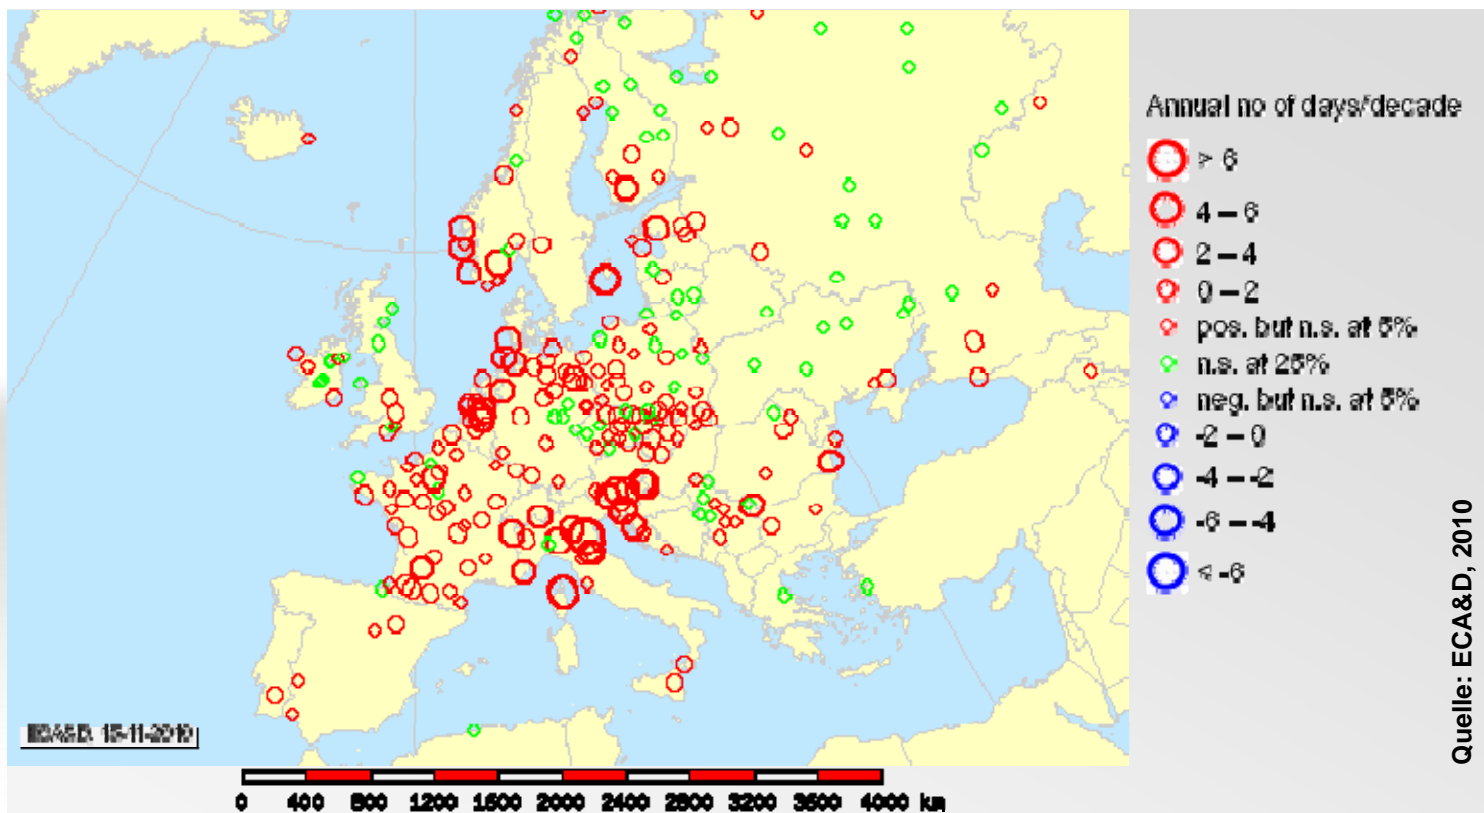 Annual no of days/decade
> 6
4 – 6
2 – 4
0 – 2
pos. but n.s. at 5%
n.s. at 25%
neg. but n.s. at 5%
-2 – 0
-4 – -2
-6 – -4
< -6
Quelle: ECA&D, 2010
ECA&D, 15-11-2010
0 400 800 1200 1600 2000 2400 2800 3200 3600 4000 km